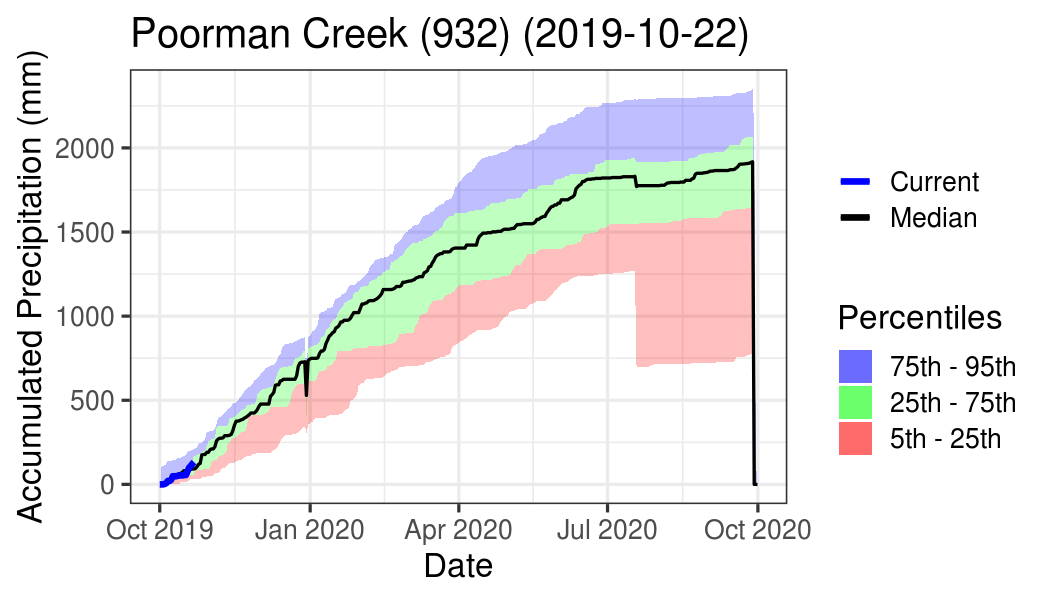 Poorman Creek (932) (2019-10-22)
Accumulated Precipitation (mm)
2000
1500
1000
500
0
Oct 2019 Jan 2020 Apr 2020 Jul 2020 Oct 2020
Date
Current
Median
Percentiles
75th - 95th
25th - 75th
5th - 25th